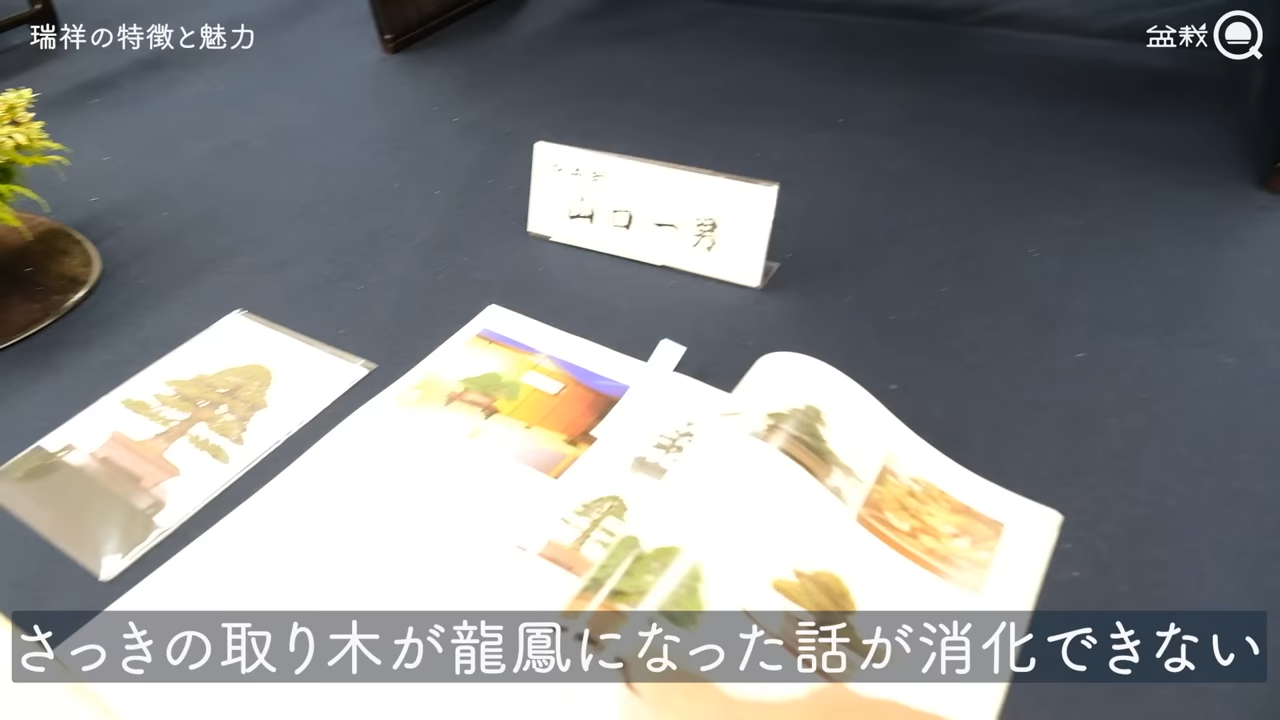 瑞祥の特徴と魅力
盆栽Q
山口一男
さっきの取り木が龍鳳になった話が消化できない